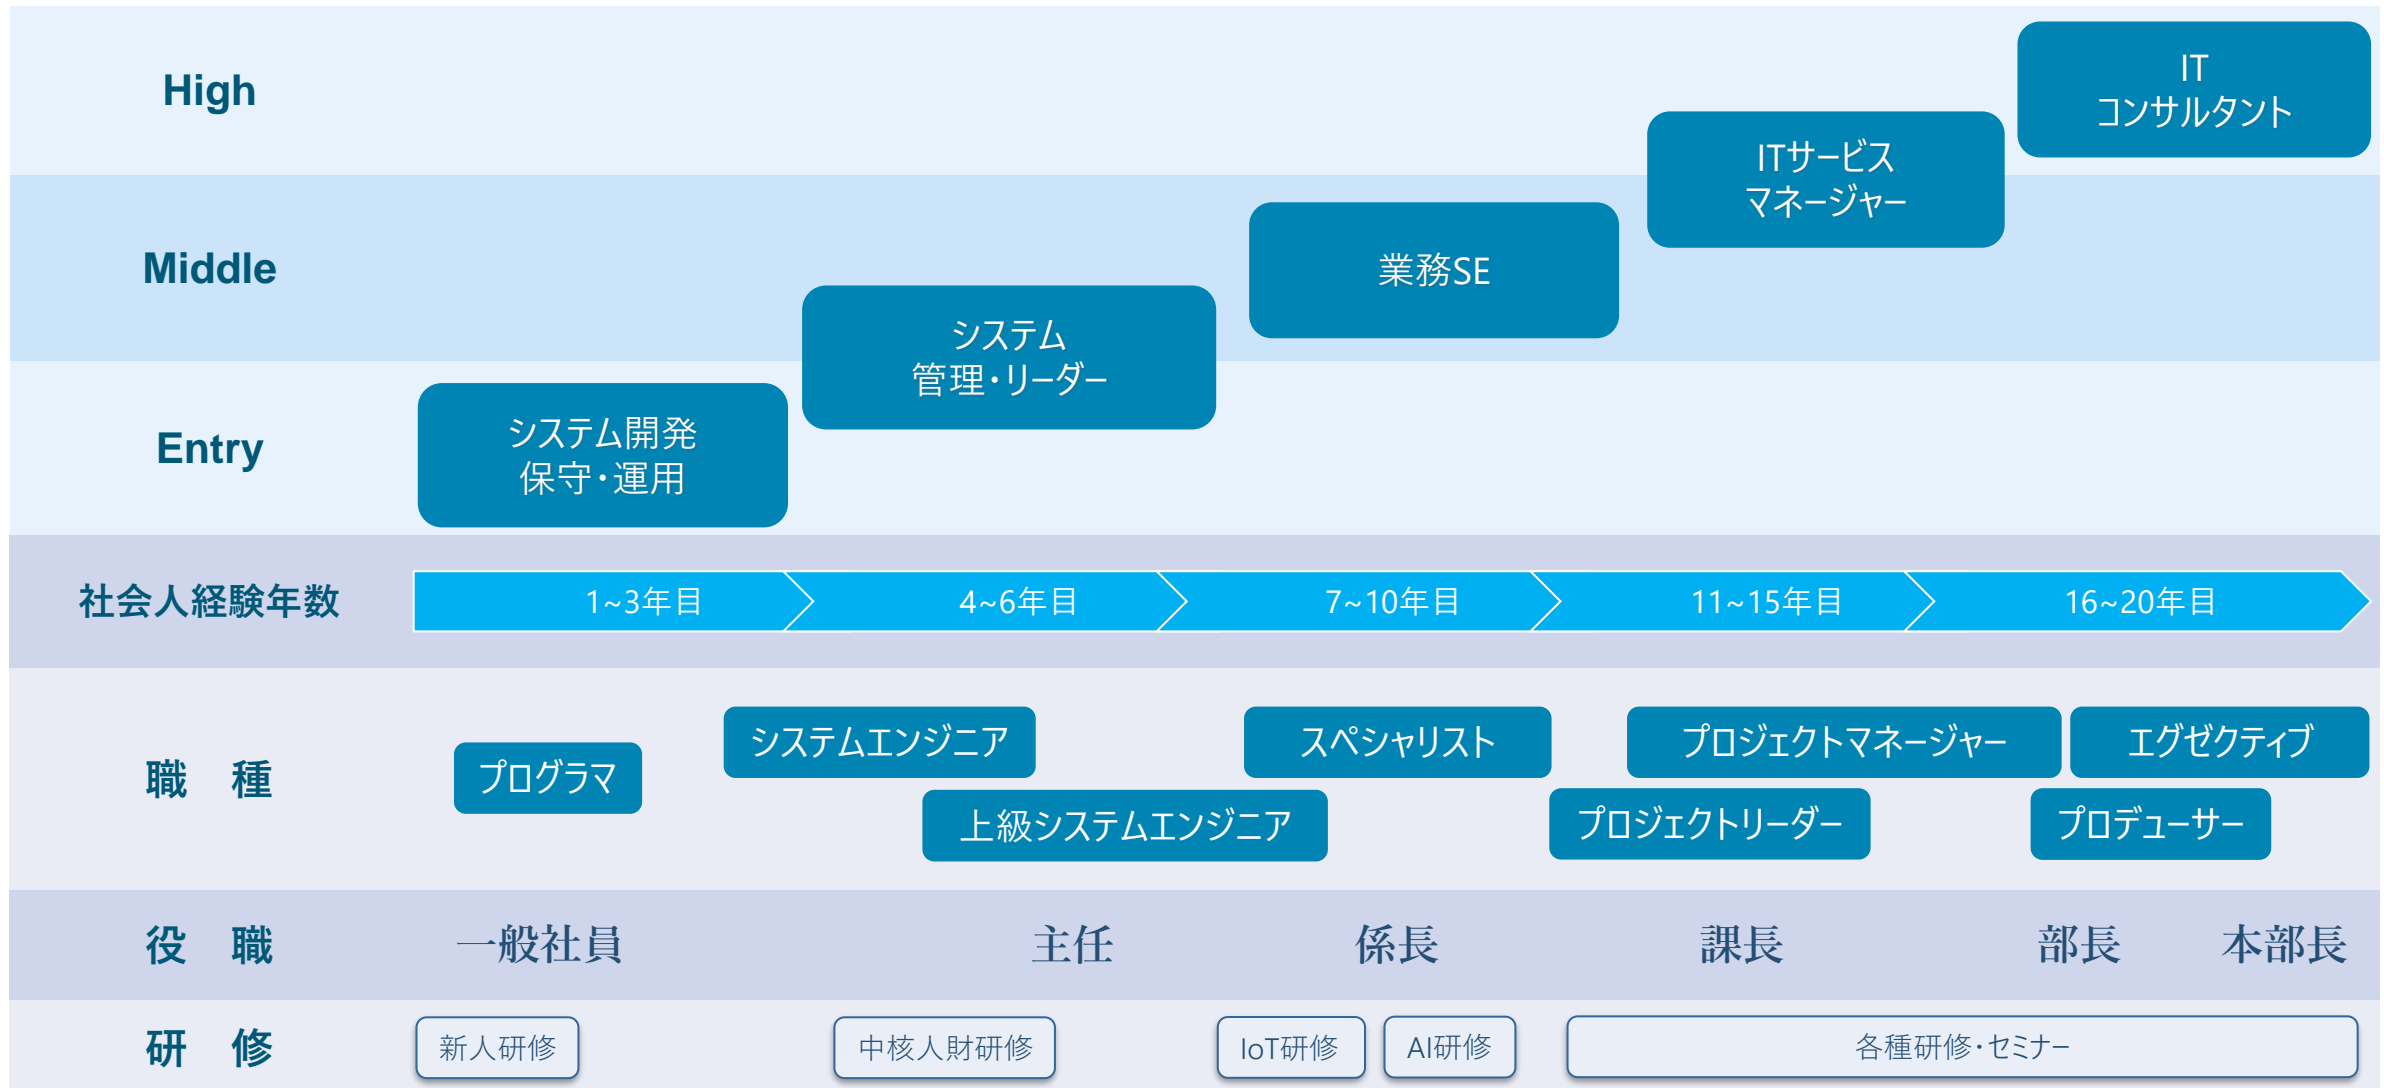 High
IT
コンサルタント
ITサービス
マネージャー
Middle
業務SE
システム
管理・リーダー
Entry
システム開発
保守・運用
社会人経験年数
1~3年目
4~6年目
7~10年目
11~15年目
16~20年目
職　種
プログラマ
システムエンジニア
上級システムエンジニア
スペシャリスト
プロジェクトリーダー
プロジェクトマネージャー
プロデューサー
エグゼクティブ
役　職
一般社員
主任
係長
課長
部長
本部長
研　修
新人研修
中核人財研修
IoT研修
AI研修
各種研修・セミナー